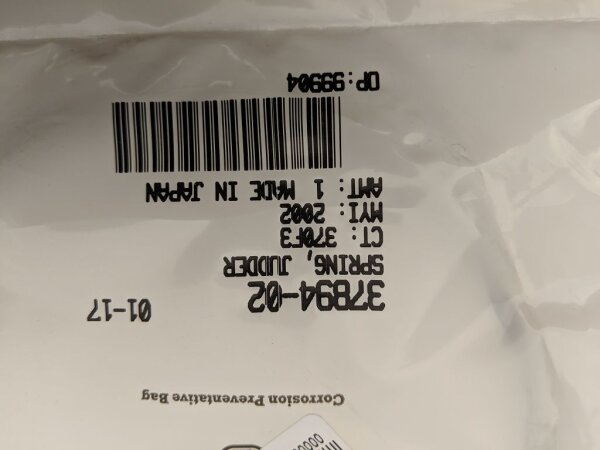 Corrosion Preventative Bag
01-17
37894-02
SPRING, JUDDER
CT: 370F3
MYI: 2002
AMT: 1 MADE IN JAPAN
OP:99904